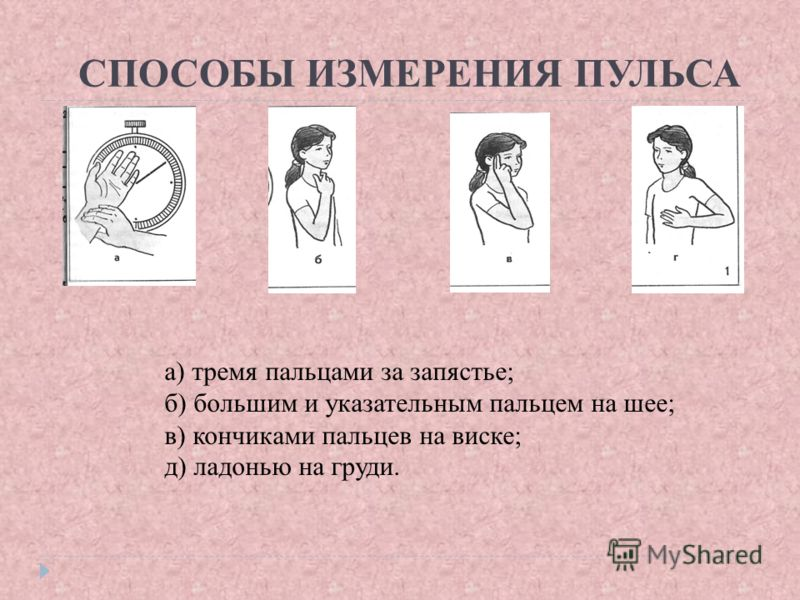 СПОСОБЫ ИЗМЕРЕНИЯ ПУЛЬСА
а
б
в
г
1
а) тремя пальцами за запястье;
б) большим и указательным пальцем на шее;
в) кончиками пальцев на виске;
д) ладонью на груди.
MyShared